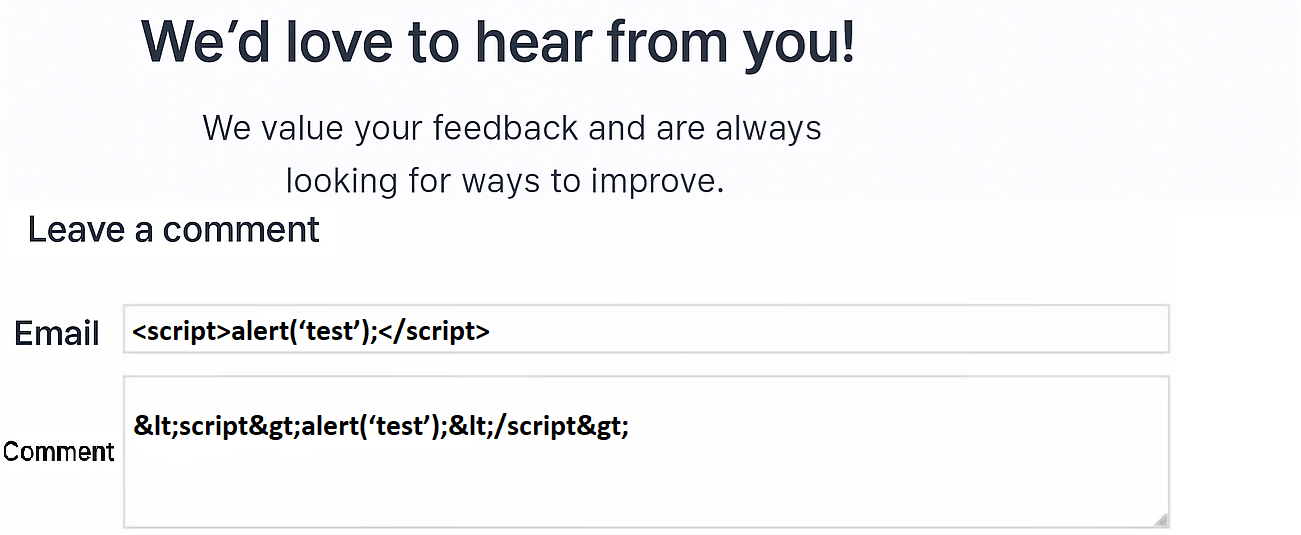 We’d love to hear from you!
We value your feedback and are always
looking for ways to improve.
Leave a comment
Email
<script>alert(‘test’);</script>
&lt;script&gt;alert(‘test’);&lt;/script&gt;
Comment